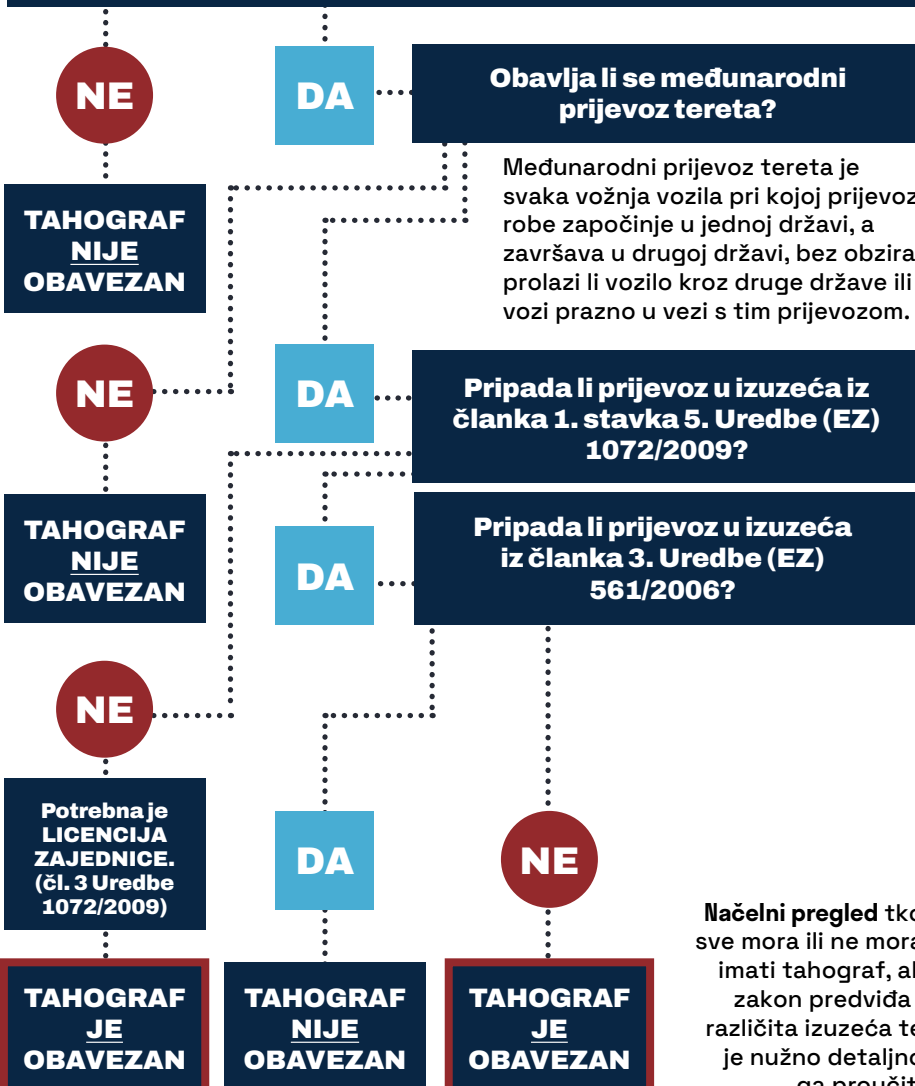 NE
DA
Obavlja li se međunarodni
prijevoz tereta?
Međunarodni prijevoz tereta je
svaka vožnja vozila pri kojoj prijevoz
robe započinje u jednoj državi, a
završava u drugoj državi, bez obzira
prolazi li vozilo kroz druge države ili
vozi prazno u vezi s tim prijevozom.
TAHOGRAF
NIJE
OBAVEZAN
NE
DA
Pripada li prijevoz u izuzeća iz
članka 1. stavka 5. Uredbe (EZ)
1072/2009?
TAHOGRAF
NIJE
OBAVEZAN
DA
Pripada li prijevoz u izuzeća
iz članka 3. Uredbe (EZ)
561/2006?
NE
Potrebna je
LICENCIJA
ZAJEDNICE.
(čl. 3 Uredbe
1072/2009)
DA
NE
TAHOGRAF
JE
OBAVEZAN
TAHOGRAF
NIJE
OBAVEZAN
TAHOGRAF
JE
OBAVEZAN
Načelni pregled tko
sve mora ili ne mora
imati tahograf,
zakon predviđa
različita izuzeća te
je nužno detaljno
ga